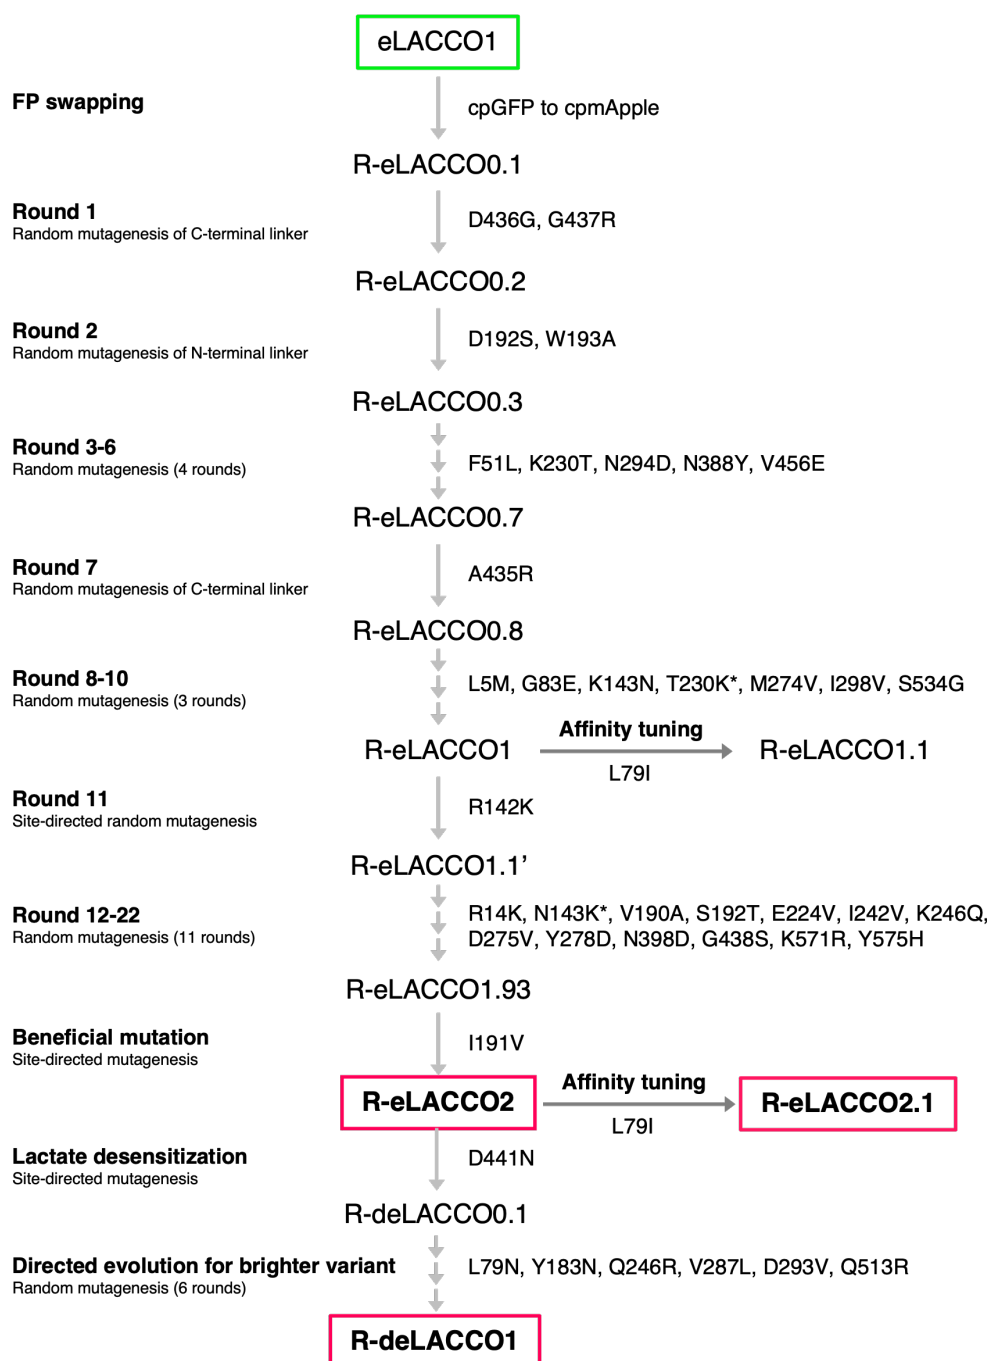 eLACCO1
FP swapping
cpGFP to cpmApple
R-eLACCO0.1
Round 1
Random mutagenesis of C-terminal linker
D436G, G437R
R-eLACCO0.2
Round 2
Random mutagenesis of N-terminal linker
D192S, W193A
R-eLACCO0.3
Round 3-6
Random mutagenesis (4 rounds)
F51L, K230T, N294D, N388Y, V456E
R-eLACCO0.7
Round 7
Random mutagenesis of C-terminal linker
A435R
R-eLACCO0.8
Round 8-10
Random mutagenesis (3 rounds)
L5M, G83E, K143N, T230K*, M274V, I298V, S534G
R-eLACCO1
Affinity tuning
L79I
R-eLACCO1.1
Round 11
Site-directed random mutagenesis
R142K
R-eLACCO1.1’
Round 12-22
Random mutagenesis (11 rounds)
R14K, N143K*, V190A, S192T, E224V, I242V, K246Q,
D275V, Y278D, N398D, G438S, K571R, Y575H
R-eLACCO1.93
Beneficial mutation
Site-directed mutagenesis
I191V
R-eLACCO2
Affinity tuning
L79I
R-eLACCO2.1
Lactate desensitization
Site-directed mutagenesis
D441N
R-deLACCO0.1
Directed evolution for brighter variant
Random mutagenesis (6 rounds)
L79N, Y183N, Q246R, V287L, D293V, Q513R
R-deLACCO1